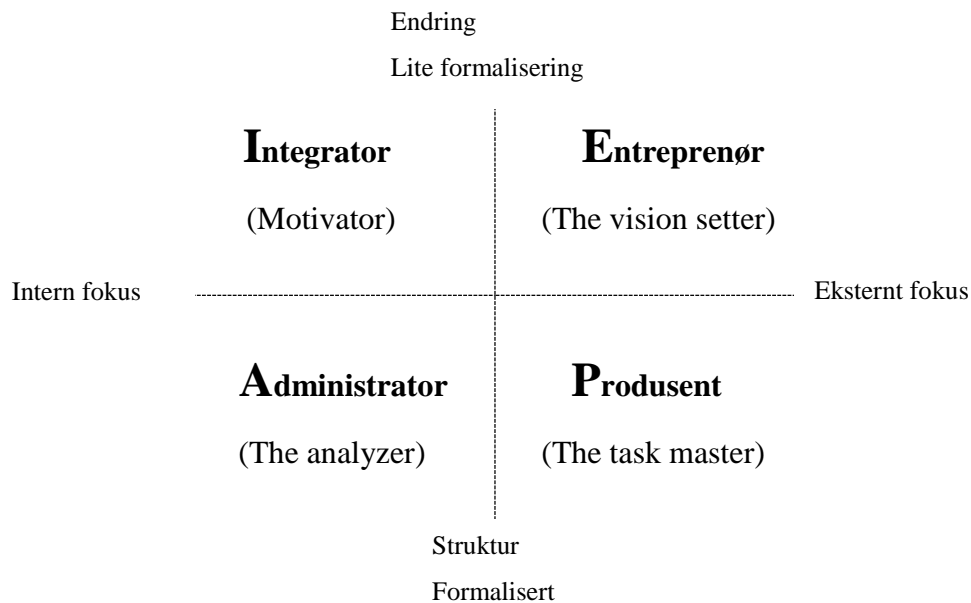 Endring
Lite formalisering
Integrator
Entreprenør
(Motivator)
(The vision setter)
Intern fokus
Eksternt fokus
Administrator
Produsent
(The analyzer)
(The task master)
Struktur
Formalisert